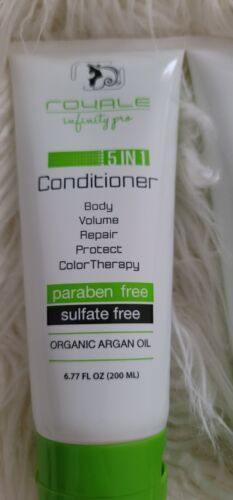 ROYALE
infinity pro
5 IN 1
Conditioner
Body
Volume
Repair
Protect
ColorTherapy
paraben free
sulfate free
ORGANIC ARGAN OIL
6.77 FL OZ (200 ML)